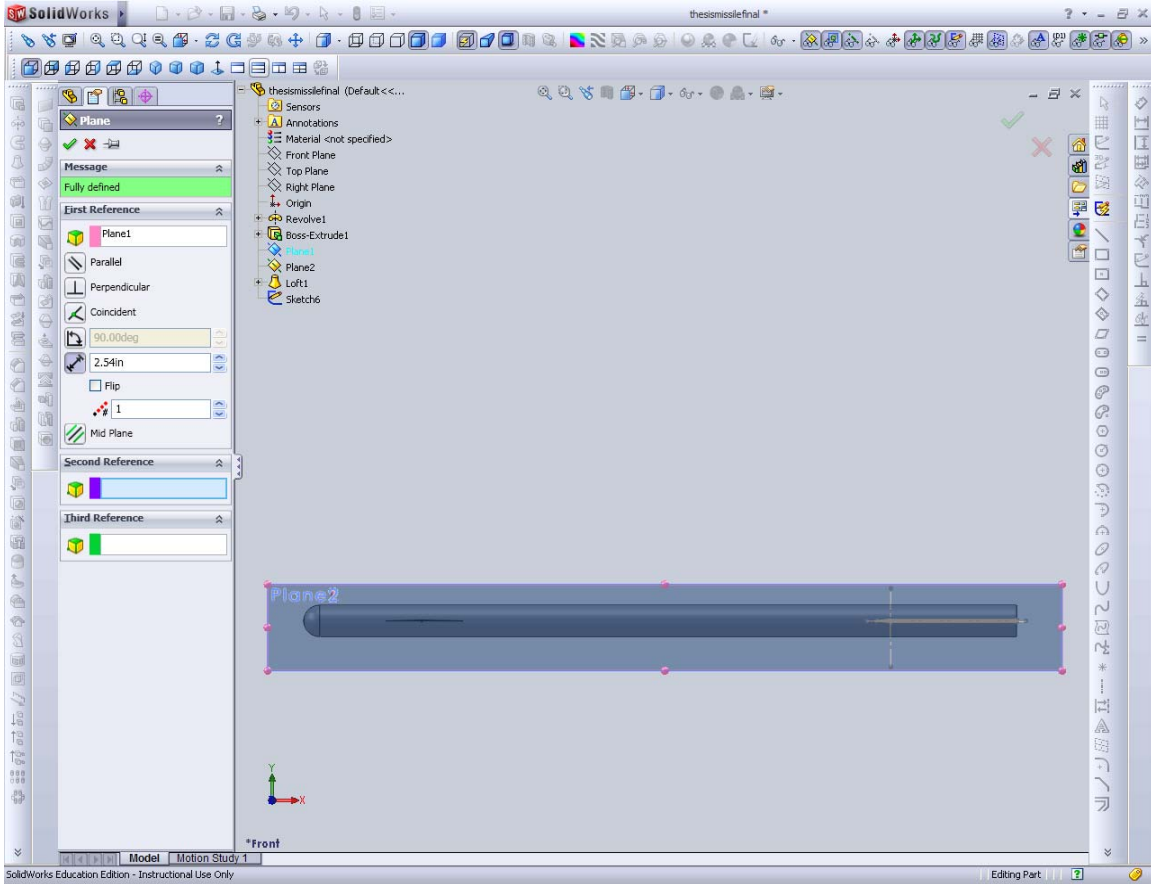 SolidWorks
thesismissilefinal *
Plane
?
Message
Fully defined
First Reference
Plane1
Parallel
Perpendicular
Coincident
90.00deg
2.54in
Flip
1
Mid Plane
Second Reference
Third Reference
thesismissilefinal (Default<<...
Sensors
Annotations
Material <not specified>
Front Plane
Top Plane
Right Plane
Origin
Revolve1
Boss-Extrude1
Plane1
Plane2
Loft1
Sketch6
Plane2
Y
X
*Front
Model
Motion Study 1
SolidWorks Education Edition - Instructional Use Only
Editing Part